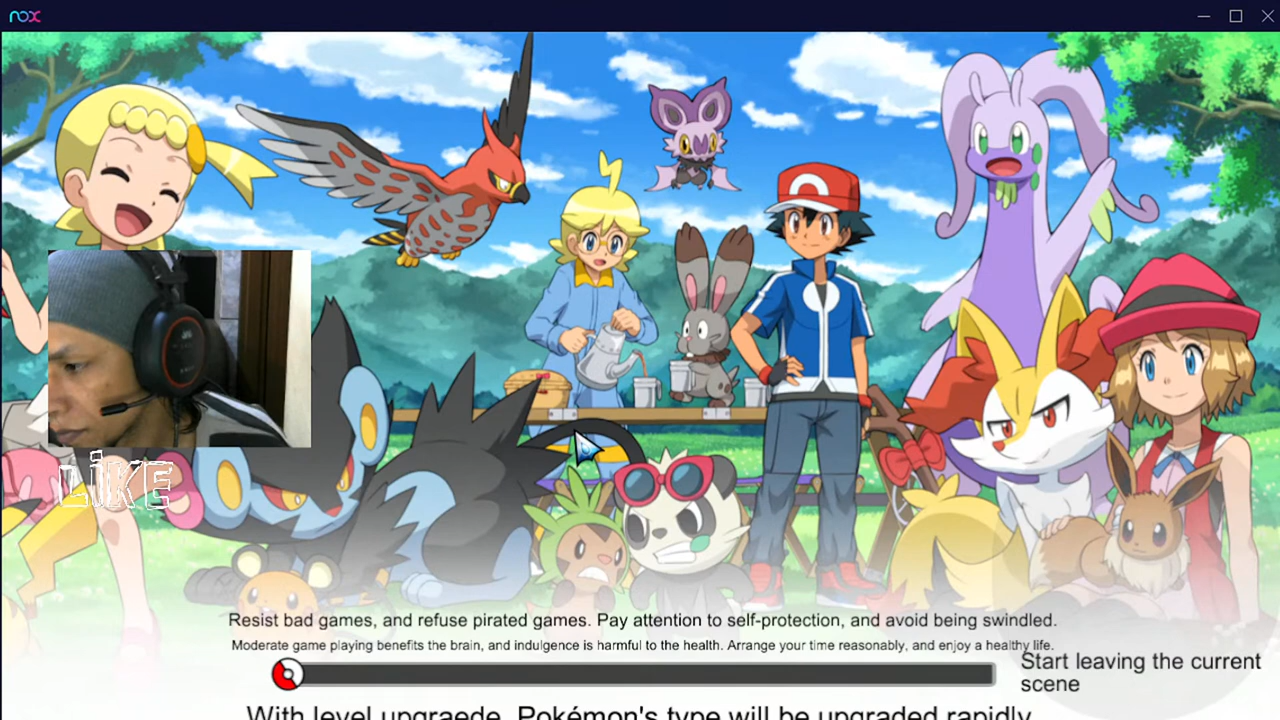 nox
LiKE
Resist bad games, and refuse pirated games. Pay attention to self-protection, and avoid being swindled.
Moderate game playing benefits the brain, and indulgence is harmful to the health. Arrange your time reasonably, and enjoy a healthy life.
Start leaving the current
scene
With level upgraede, Pokémon's type will be upgraded rapidly